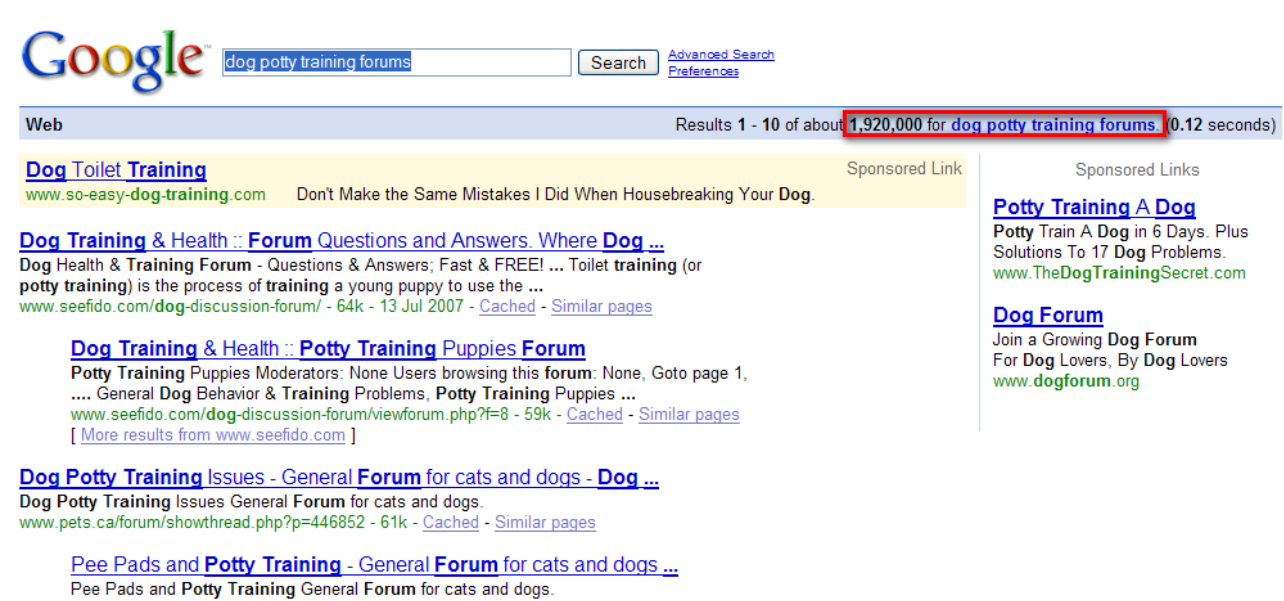 Google™
dog potty training forums
Search
Advanced Search
Preferences
Web
Results 1 - 10 of about 1,920,000 for dog potty training forums. (0.12 seconds)
Dog Toilet Training
Sponsored Link
www.so-easy-dog-training.com Don't Make the Same Mistakes I Did When Housebreaking Your Dog.
Dog Training & Health :: Forum Questions and Answers. Where Dog ...
Dog Health & Training Forum - Questions & Answers; Fast & FREE! ... Toilet training (or
potty training) is the process of training a young puppy to use the ...
www.seefido.com/dog-discussion-forum/ - 64k - 13 Jul 2007 - Cached - Similar pages
Dog Training & Health :: Potty Training Puppies Forum
Potty Training Puppies Moderators: None Users browsing this forum: None, Goto page 1,
.... General Dog Behavior & Training Problems, Potty Training Puppies ...
www.seefido.com/dog-discussion-forum/viewforum.php?f=8 - 59k - Cached - Similar pages
[ More results from www.seefido.com ]
Dog Potty Training Issues - General Forum for cats and dogs - Dog ...
Dog Potty Training Issues General Forum for cats and dogs.
www.pets.ca/forum/showthread.php?p=446852 - 61k - Cached - Similar pages
Pee Pads and Potty Training - General Forum for cats and dogs ...
Pee Pads and Potty Training General Forum for cats and dogs.
Sponsored Links
Potty Training A Dog
Potty Train A Dog in 6 Days. Plus
Solutions To 17 Dog Problems.
www.TheDogTrainingSecret.com
Dog Forum
Join a Growing Dog Forum
For Dog Lovers, By Dog Lovers
www.dogforum.org